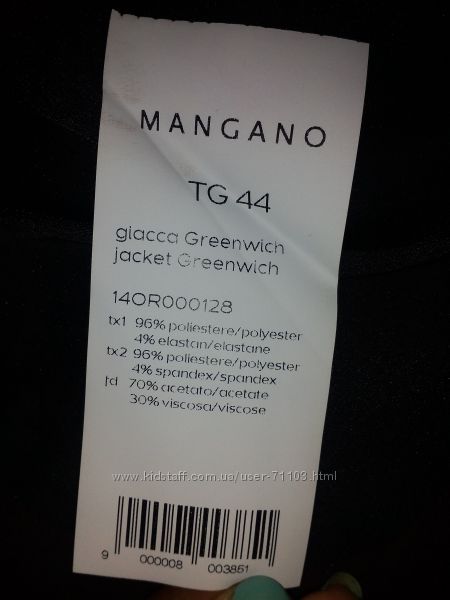 MANGANO
TG 44
giacca Greenwich
jacket Greenwich
14OR000128
tx1 96% poliestere/polyester
4% elastan/elastane
tx2 96% poliestere/polyester
4% spandex/spandex
fd 70% acetato/acetate
30% viscosa/viscose
www.kidstaff.com.ua/user-71103.html
9 000008 003851